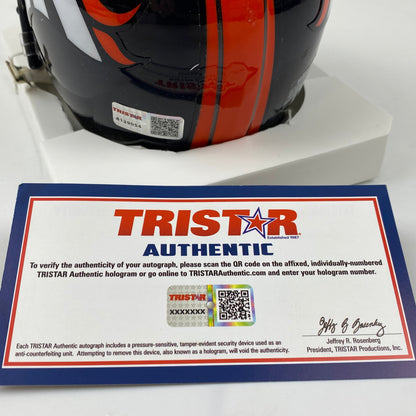 TRISTAR
4139554
TRISTAR
Established 1987
AUTHENTIC
To verify the authenticity of your autograph, please scan the QR code on the affixed, individually-numbered
TRISTAR Authentic hologram or go online to TRISTARAuthentic.com and enter your hologram number.
TRISTAR
XXXXXXX
Jeffrey R. Rosenberg
President, TRISTAR Productions, Inc.
Each TRISTAR Authentic autograph includes a pressure-sensitive, tamper-evident security device used as an
anti-counterfeiting unit. Attempting to remove this device, also known as a hologram, will void the authenticity.